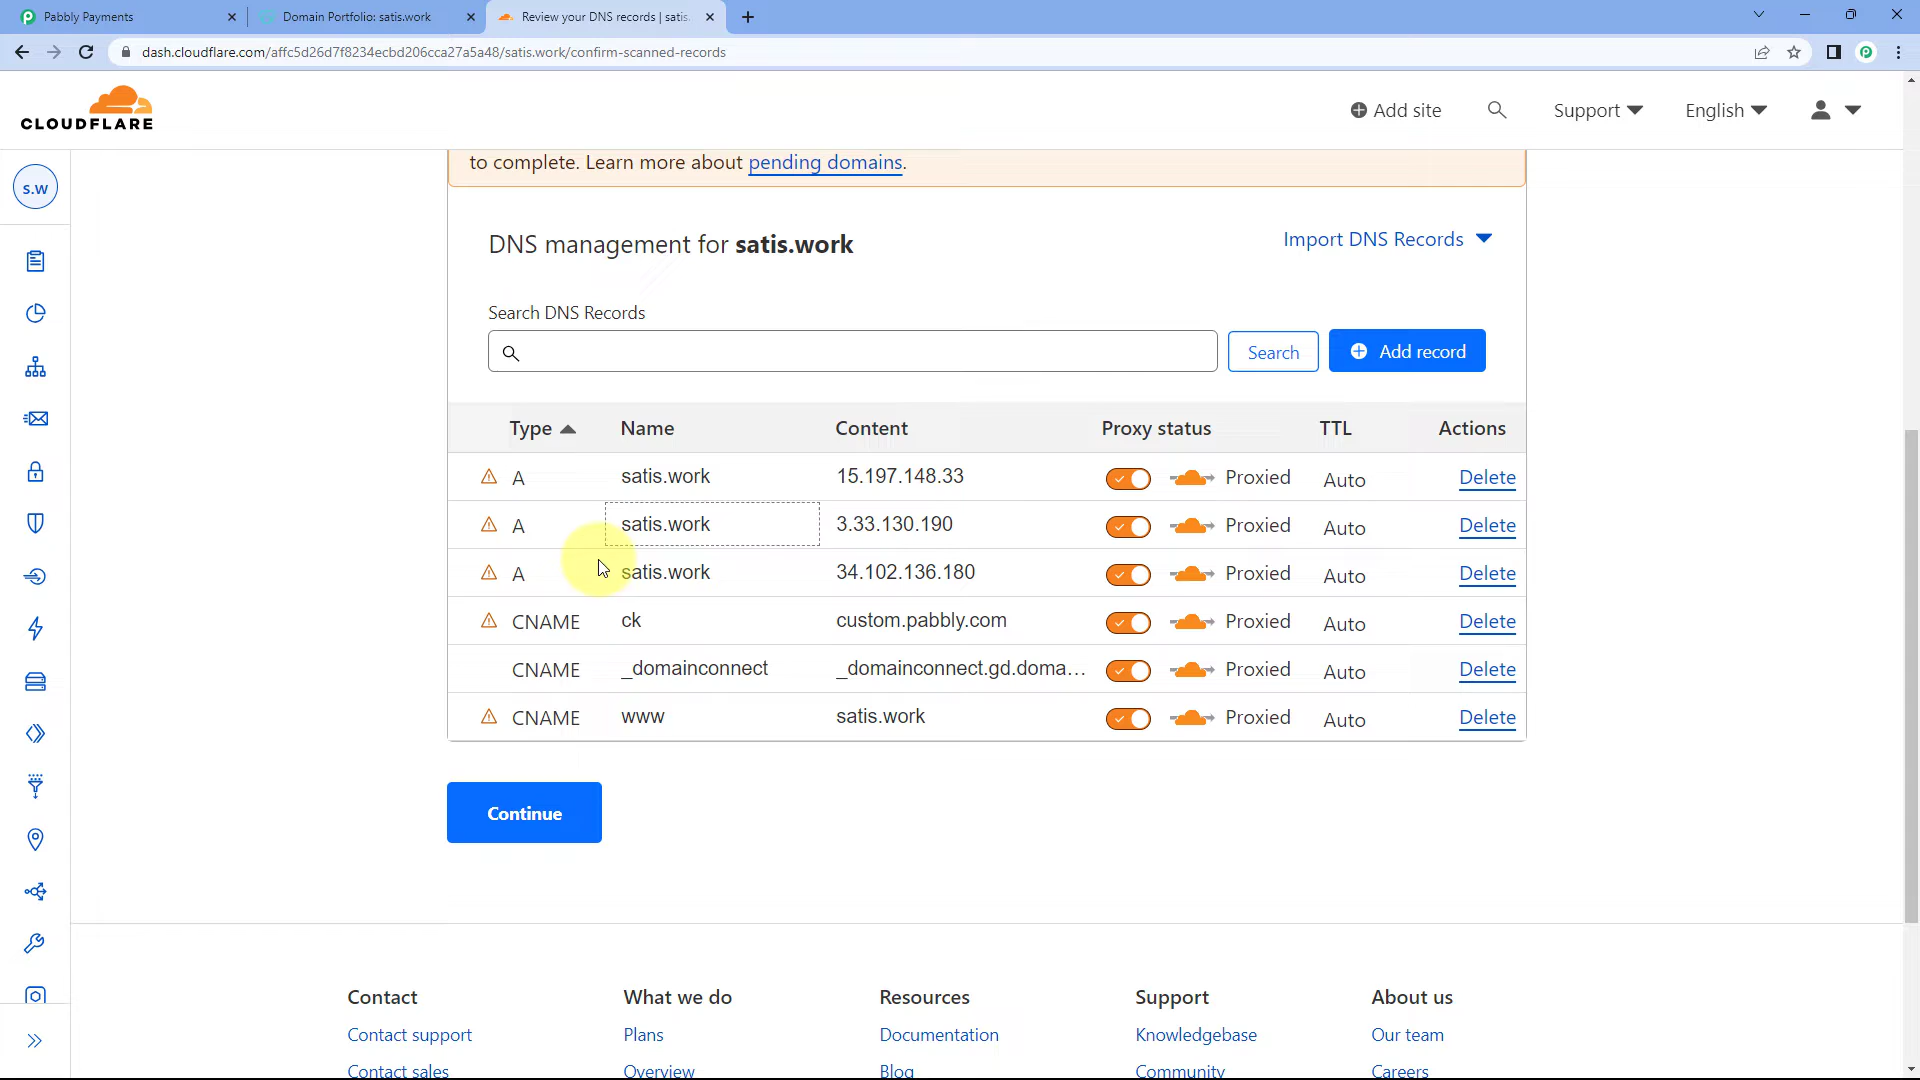 Pabbly Payments
Domain Portfolio: satis.work
Review your DNS records | satis.
dash.cloudflare.com/affc5d26d7f8234ecbd206cca27a5a48/satis.work/confirm-scanned-records
CLOUDFLARE
Add site
Support
English
s.w
to complete. Learn more about pending domains.
DNS management for satis.work
Import DNS Records
Search DNS Records
Search
Add record
Type Name Content Proxy status TTL Actions
A satis.work 15.197.148.33 Proxied Auto Delete
A satis.work 3.33.130.190 Proxied Auto Delete
A satis.work 34.102.136.180 Proxied Auto Delete
CNAME ck custom.pabbly.com Proxied Auto Delete
CNAME _domainconnect _domainconnect.gd.doma... Proxied Auto Delete
CNAME www satis.work Proxied Auto Delete
Continue
Contact What we do Resources Support About us
Contact support Plans Documentation Knowledgebase Our team
Contact sales Overview Blog Community Careers